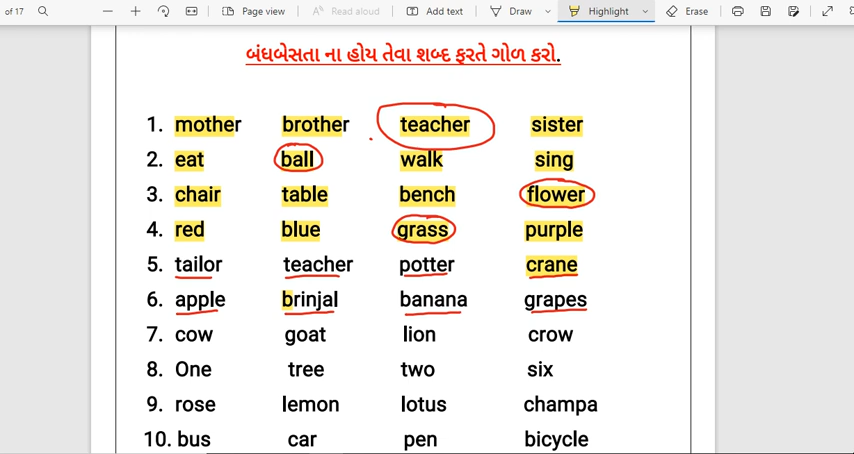 of 17 Page view Read aloud Add text Draw Highlight Erase
બંધબેસતા ના હોય તેવા શબ્દ ફરતે ગોળ કરો.
1. mother brother teacher sister
2. eat ball walk sing
3. chair table bench flower
4. red blue grass purple
5. tailor teacher potter crane
6. apple brinjal banana grapes
7. cow goat lion crow
8. One tree two six
9. rose lemon lotus champa
10. bus car pen bicycle